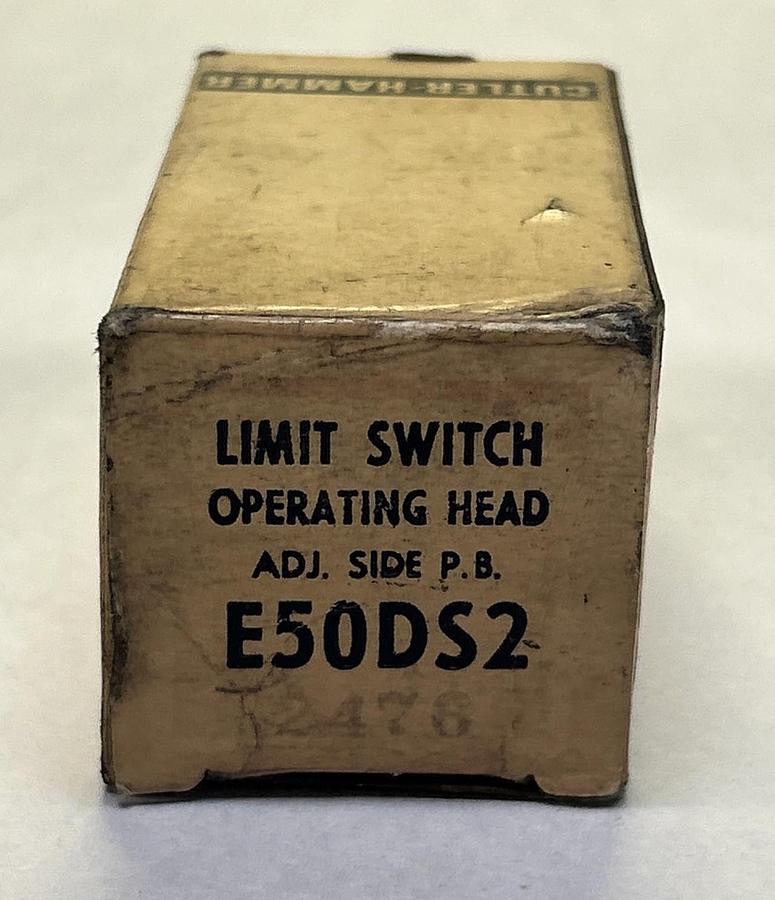 CUTLER-HAMMER
LIMIT SWITCH
OPERATING HEAD
ADJ. SIDE P.B.
E50DS2
2476